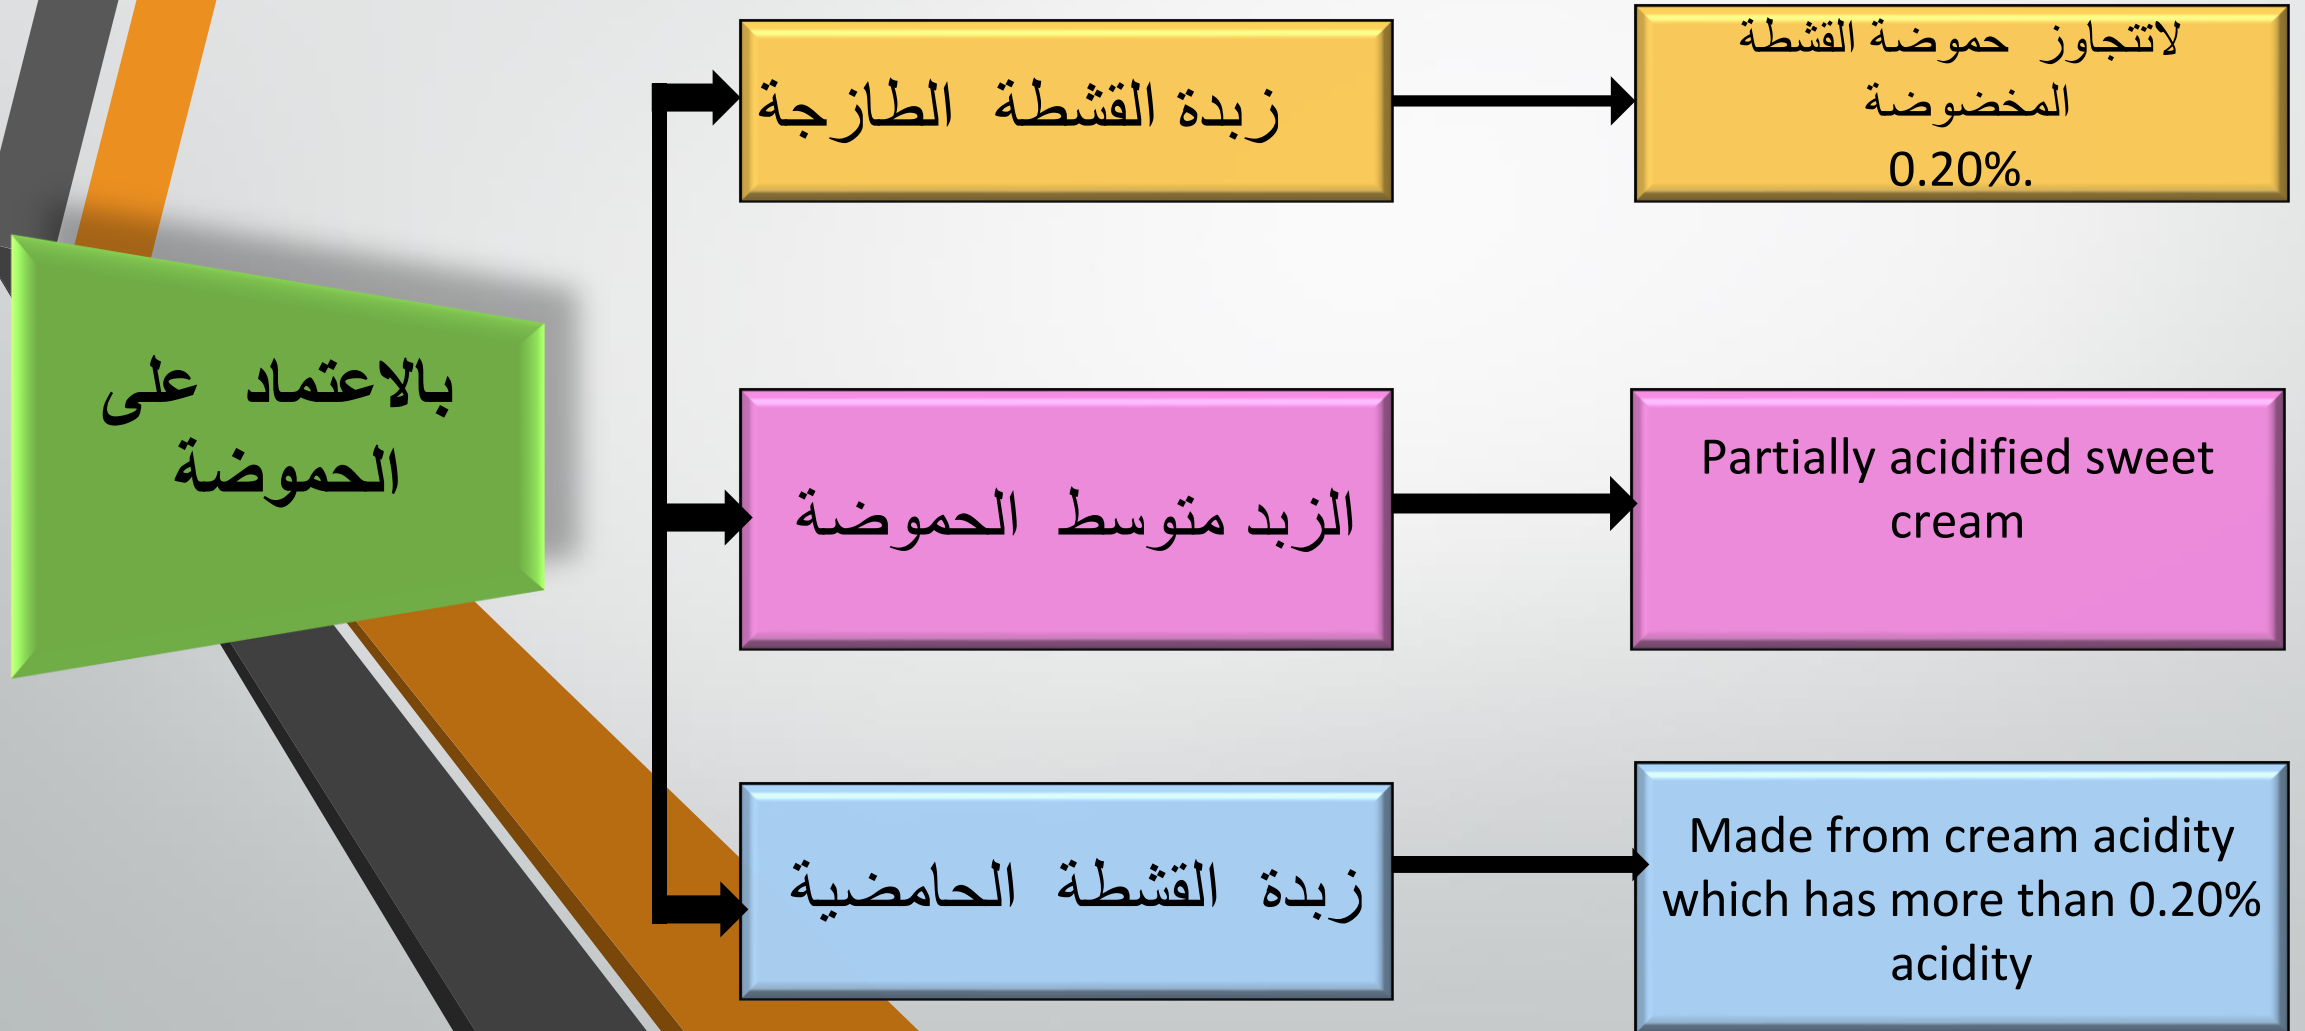 بالاعتماد على
الحموضة
زبدة القشطة الطازجة
لاتتجاوز حموضة القشطة
المخضوضة
0.20%.
الزبد متوسط الحموضة
Partially acidified sweet
cream
زبدة القشطة الحامضية
Made from cream acidity
which has more than 0.20%
acidity